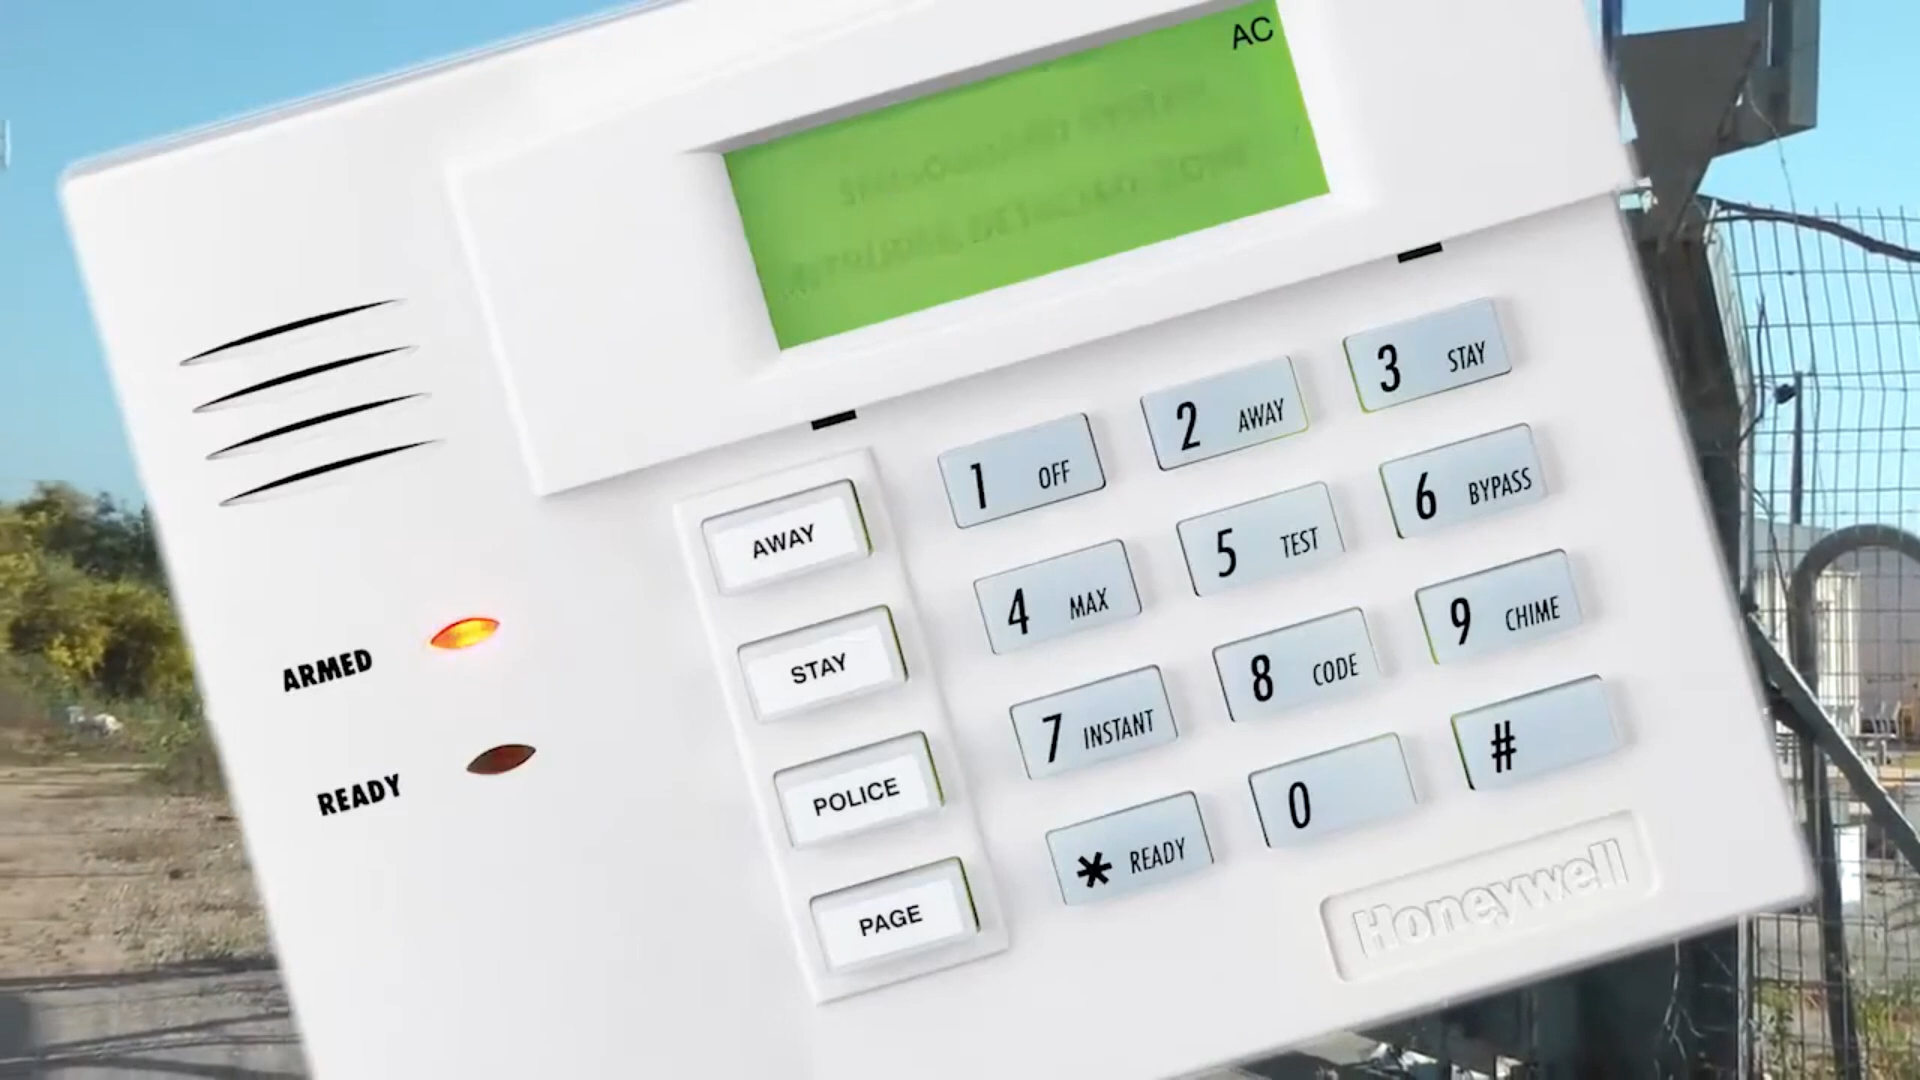 AC
1 OFF
2 AWAY
3 STAY
4 MAX
5 TEST
6 BYPASS
7 INSTANT
8 CODE
9 CHIME
* READY
0
#
AWAY
STAY
POLICE
PAGE
ARMED
READY
Honeywell